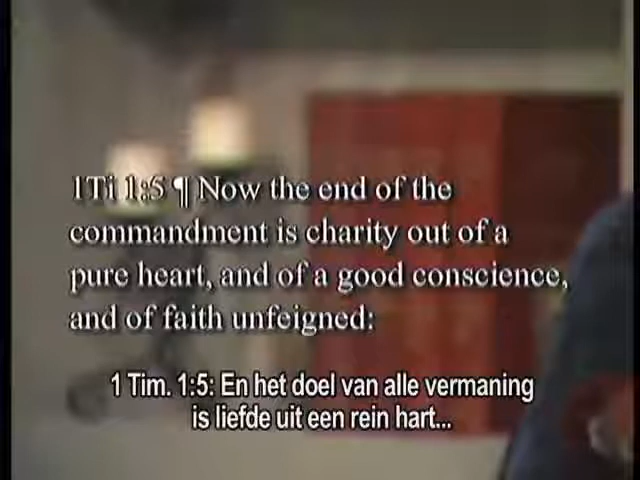 1Ti 1:5 ¶ Now the end of the
commandment is charity out of a
pure heart, and of a good conscience,
and of faith unfeigned:
1 Tim. 1:5: En het doel van alle vermaning
is liefde uit een rein hart...